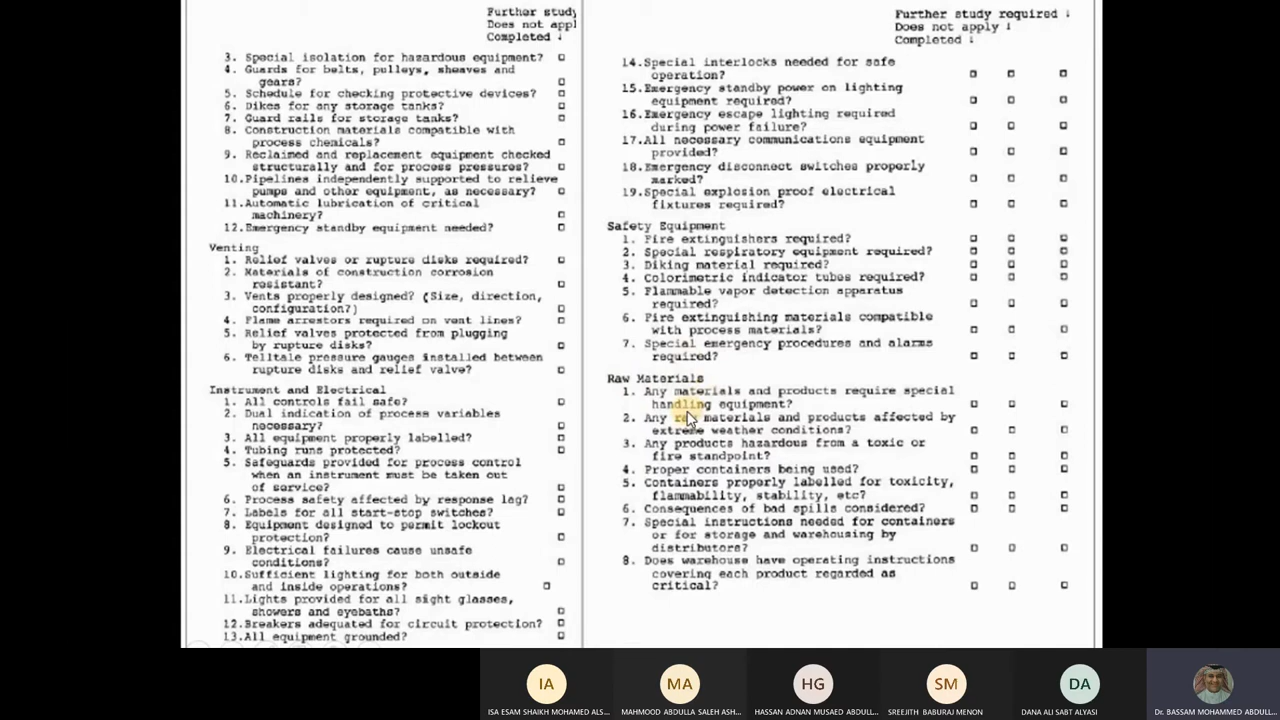 Further study
Does not appl
Completed ↓
3. Special isolation for hazardous equipment?
4. Guards for belts, pulleys, sheaves and
gears?
5. Schedule for checking protective devices?
6. Dikes for any storage tanks?
7. Guard rails for storage tanks?
8. Construction materials compatible with
process chemicals?
9. Reclaimed and replacement equipment checked
structurally and for process pressures?
10.Pipelines independently supported to relieve
pumps and other equipment, as necessary?
11.Automatic lubrication of critical
machinery?
12.Emergency standby equipment needed?
Venting
1. Relief valves or rupture disks required?
2. Materials of construction corrosion
resistant?
3. Vents properly designed? (Size, direction,
configuration?)
4. Flame arrestors required on vent lines?
5. Relief valves protected from plugging
by rupture disks?
6. Telltale pressure gauges installed between
rupture disks and relief valve?
Instrument and Electrical
1. All controls fail safe?
2. Dual indication of process variables
necessary?
3. All equipment properly labelled?
4. Tubing runs protected?
5. Safeguards provided for process control
when an instrument must be taken out
of service?
6. Process safety affected by response lag?
7. Labels for all start-stop switches?
8. Equipment designed to permit lockout
protection?
9. Electrical failures cause unsafe
conditions?
10.Sufficient lighting for both outside
and inside operations?
11.Lights provided for all sight glasses,
showers and eyebaths?
12.Breakers adequated for circuit protection?
13.All equipment grounded?
Further study required ↓
Does not apply ↓
Completed ↓
14.Special interlocks needed for safe
operation?
15.Emergency standby power on lighting
equipment required?
16.Emergency escape lighting required
during power failure?
17.All necessary communications equipment
provided?
18.Emergency disconnect switches properly
marked?
19.Special explosion proof electrical
fixtures required?
Safety Equipment
1. Fire extinguishers required?
2. Special respiratory equipment required?
3. Diking material required?
4. Colorimetric indicator tubes required?
5. Flammable vapor detection apparatus
required?
6. Fire extinguishing materials compatible
with process materials?
7. Special emergency procedures and alarms
required?
Raw Materials
1. Any materials and products require special
handling equipment?
2. Any raw materials and products affected by
extreme weather conditions?
3. Any products hazardous from a toxic or
fire standpoint?
4. Proper containers being used?
5. Containers properly labelled for toxicity,
flammability, stability, etc?
6. Consequences of bad spills considered?
7. Special instructions needed for containers
or for storage and warehousing by
distributors?
8. Does warehouse have operating instructions
covering each product regarded as
critical?
IA
MA
HG
SM
DA
ISA ESAM SHAIKH MOHAMED ALS...
MAHMOOD ABDULLA SALEH ASH...
HASSAN ADNAN MUSAED ABDULL...
SREEJITH BABURAJ MENON
DANA ALI SABT ALYASI
Dr. BASSAM MOHAMMED ABDULL...